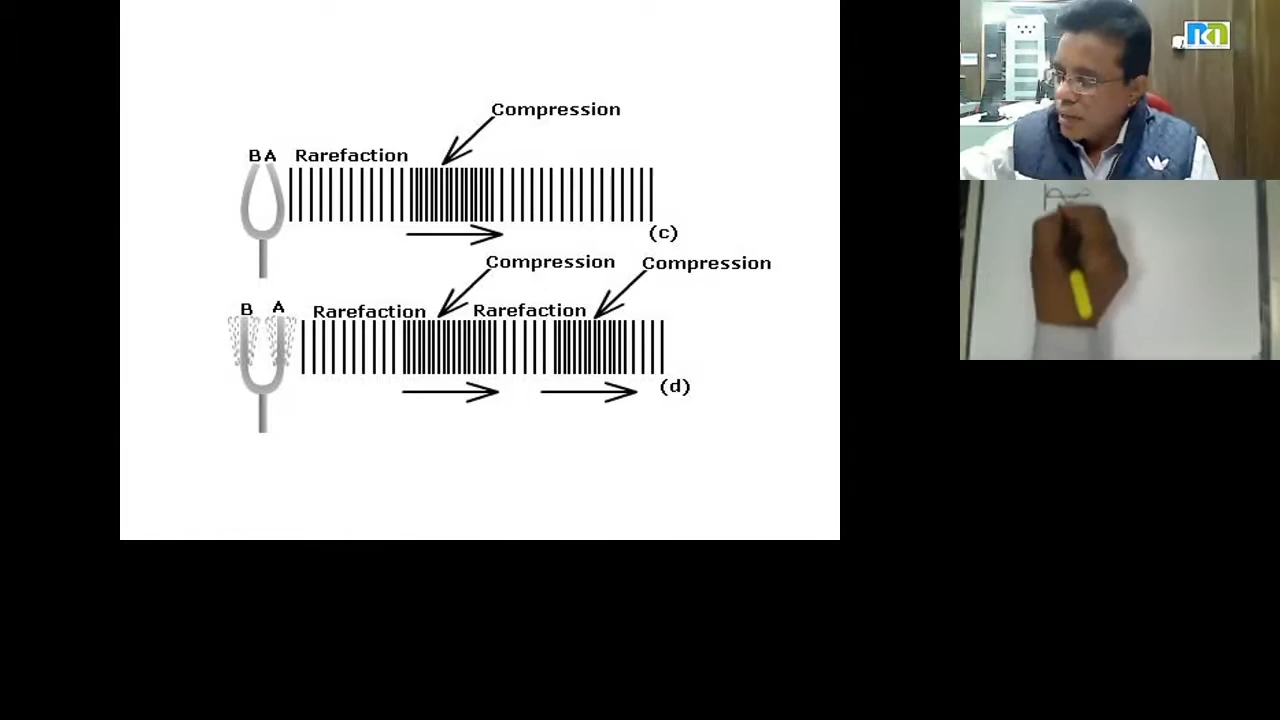 Compression
B A Rarefaction
(c)
Compression Compression
B A Rarefaction Rarefaction
(d)